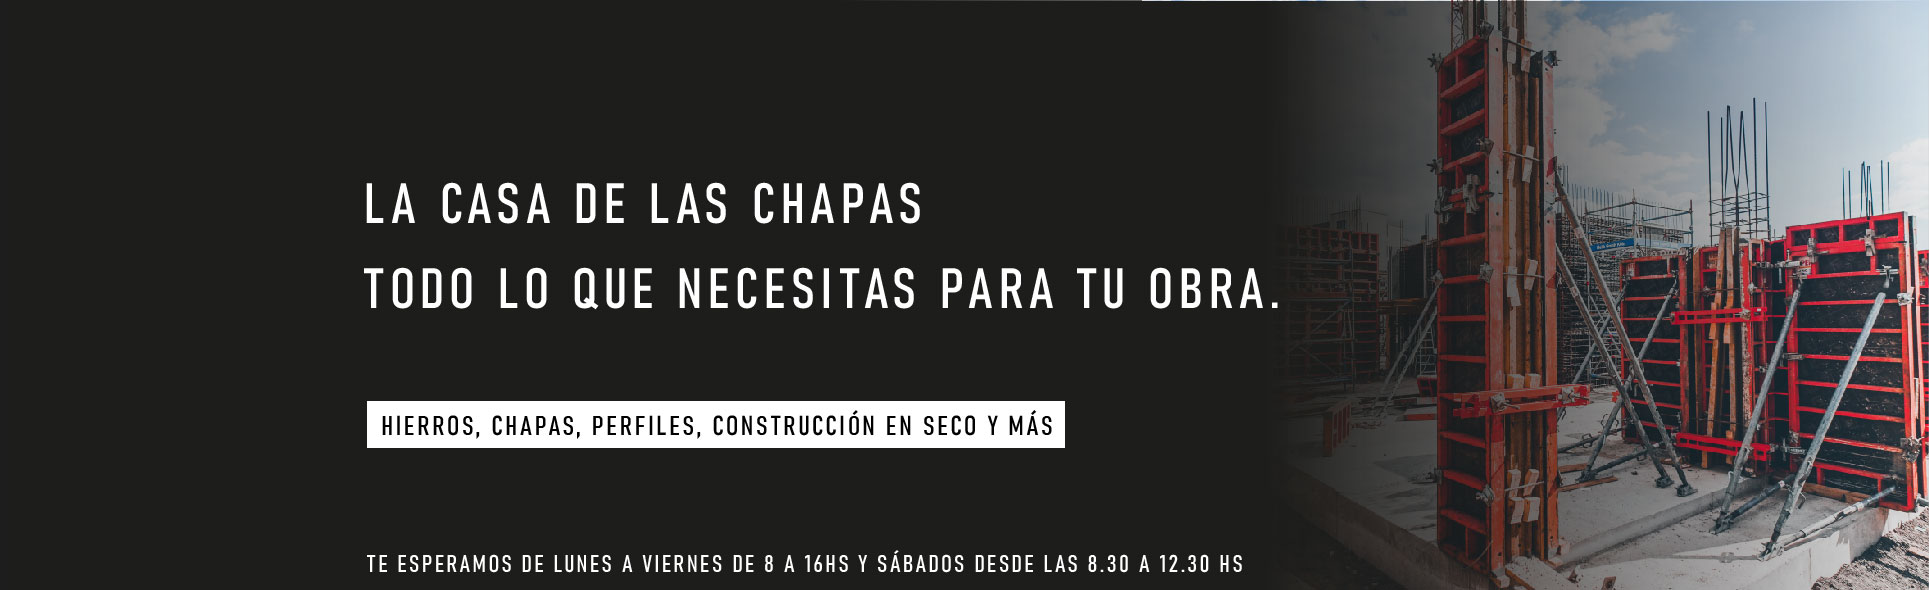 LA CASA DE LAS CHAPAS
TODO LO QUE NECESITAS PARA TU OBRA.
HIERROS, CHAPAS, PERFILES, CONSTRUCCIÓN EN SECO Y MÁS
TE ESPERAMOS DE LUNES A VIERNES DE 8 A 16HS Y SÁBADOS DESDE LAS 8.30 A 12.30 HS